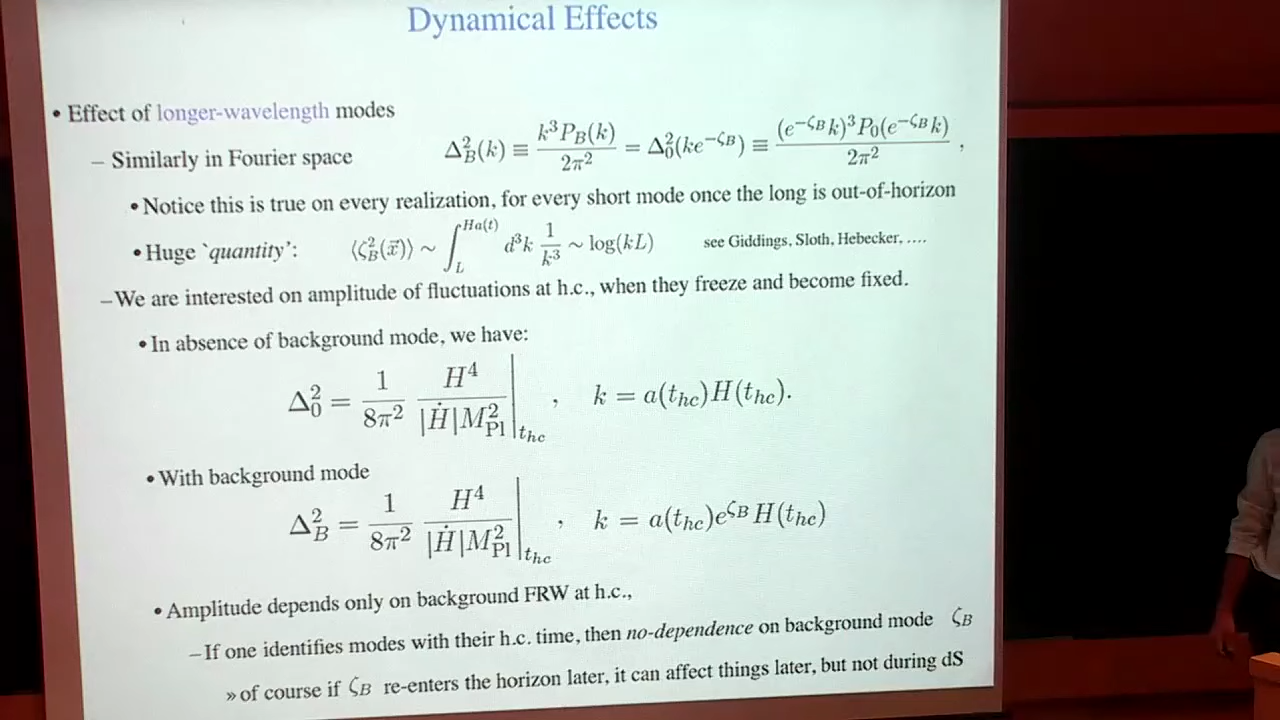 Dynamical Effects
• Effect of longer-wavelength modes
– Similarly in Fourier space Δ²_B(k) ≡ k³P_B(k)/2π² = Δ²_0(ke^{−ζ_B}) ≡ (e^{−ζ_B}k)³P_0(e^{−ζ_B}k)/2π² ,
• Notice this is true on every realization, for every short mode once the long is out-of-horizon
• Huge `quantity': ⟨ζ²_B(x⃗)⟩ ~ ∫_L^{Ha(t)} d³k 1/k³ ~ log(kL) see Giddings, Sloth, Hebecker, ….
– We are interested on amplitude of fluctuations at h.c., when they freeze and become fixed.
• In absence of background mode, we have:
Δ²_0 = 1/8π² H⁴/|Ḣ|M²_Pl |_{t_hc} , k = a(t_hc)H(t_hc).
• With background mode
Δ²_B = 1/8π² H⁴/|Ḣ|M²_Pl |_{t_hc} , k = a(t_hc)e^{ζ_B}H(t_hc)
• Amplitude depends only on background FRW at h.c.,
– If one identifies modes with their h.c. time, then no-dependence on background mode ζ_B
» of course if ζ_B re-enters the horizon later, it can affect things later, but not during dS